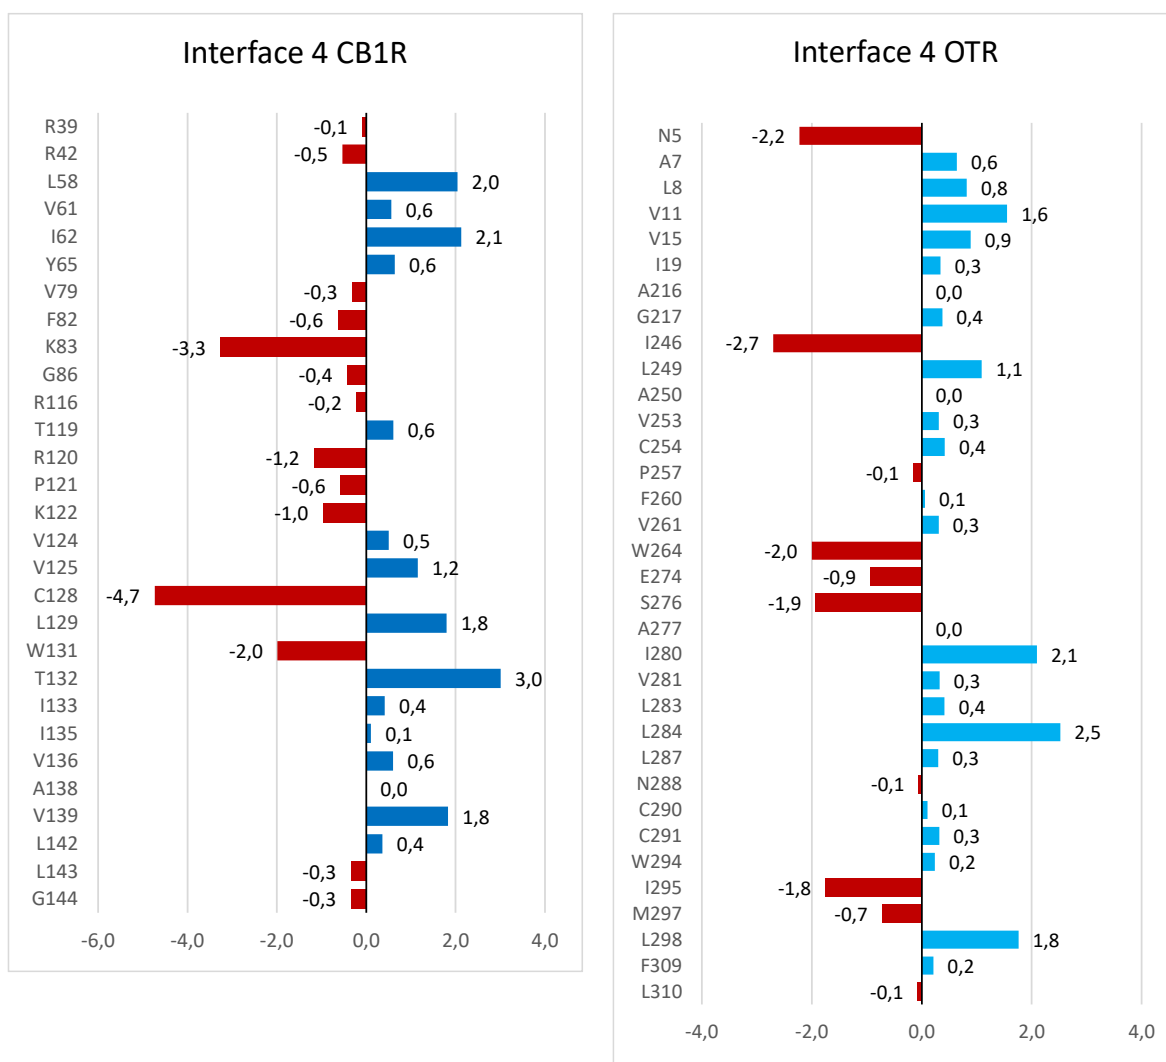 Interface 4 CB1R
R39 -0,1
R42 -0,5
L58 2,0
V61 0,6
I62 2,1
Y65 0,6
V79 -0,3
F82 -0,6
K83 -3,3
G86 -0,4
R116 -0,2
T119 0,6
R120 -1,2
P121 -0,6
K122 -1,0
V124 0,5
V125 1,2
C128 -4,7
L129 1,8
W131 -2,0
T132 3,0
I133 0,4
I135 0,1
V136 0,6
A138 0,0
V139 1,8
L142 0,4
L143 -0,3
G144 -0,3
-6,0 -4,0 -2,0 0,0 2,0 4,0
Interface 4 OTR
N5 -2,2
A7 0,6
L8 0,8
V11 1,6
V15 0,9
I19 0,3
A216 0,0
G217 0,4
I246 -2,7
L249 1,1
A250 0,0
V253 0,3
C254 0,4
P257 -0,1
F260 0,1
V261 0,3
W264 -2,0
E274 -0,9
S276 -1,9
A277 0,0
I280 2,1
V281 0,3
L283 0,4
L284 2,5
L287 0,3
N288 -0,1
C290 0,1
C291 0,3
W294 0,2
I295 -1,8
M297 -0,7
L298 1,8
F309 0,2
L310 -0,1
-4,0 -2,0 0,0 2,0 4,0